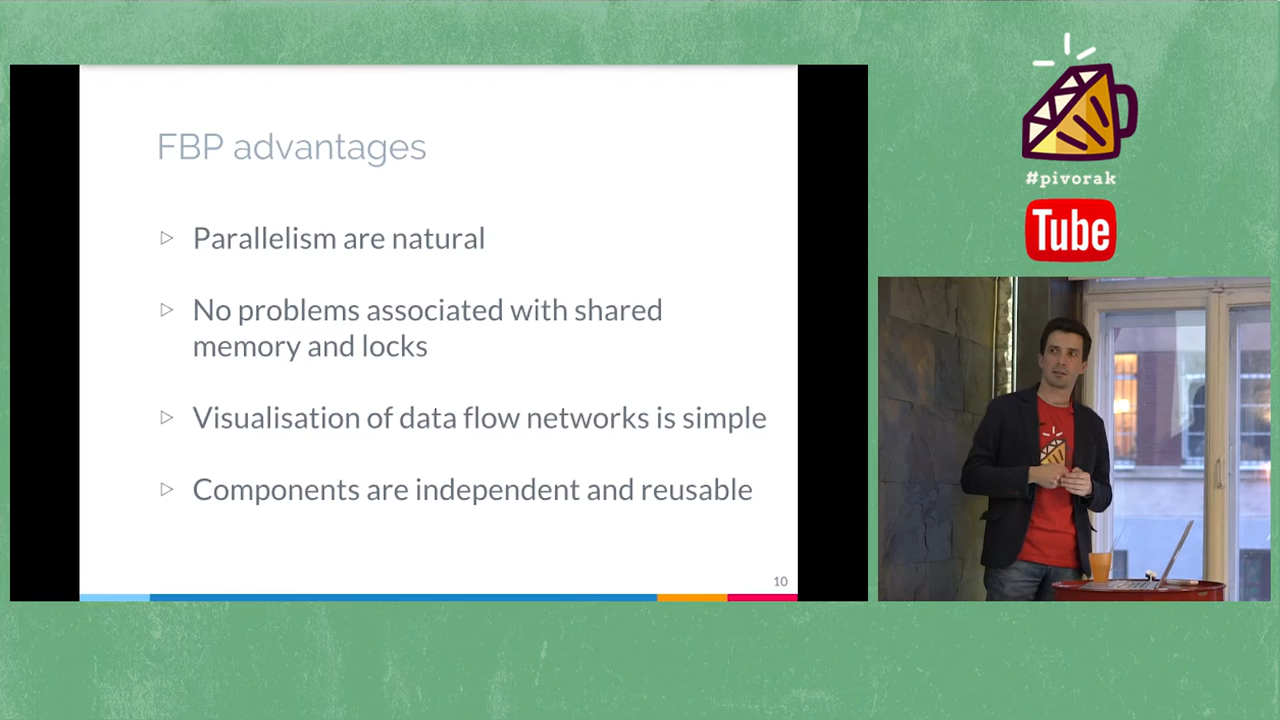 FBP advantages
Parallelism are natural
No problems associated with shared
memory and locks
Visualisation of data flow networks is simple
Components are independent and reusable
10
#pivorak
Tube